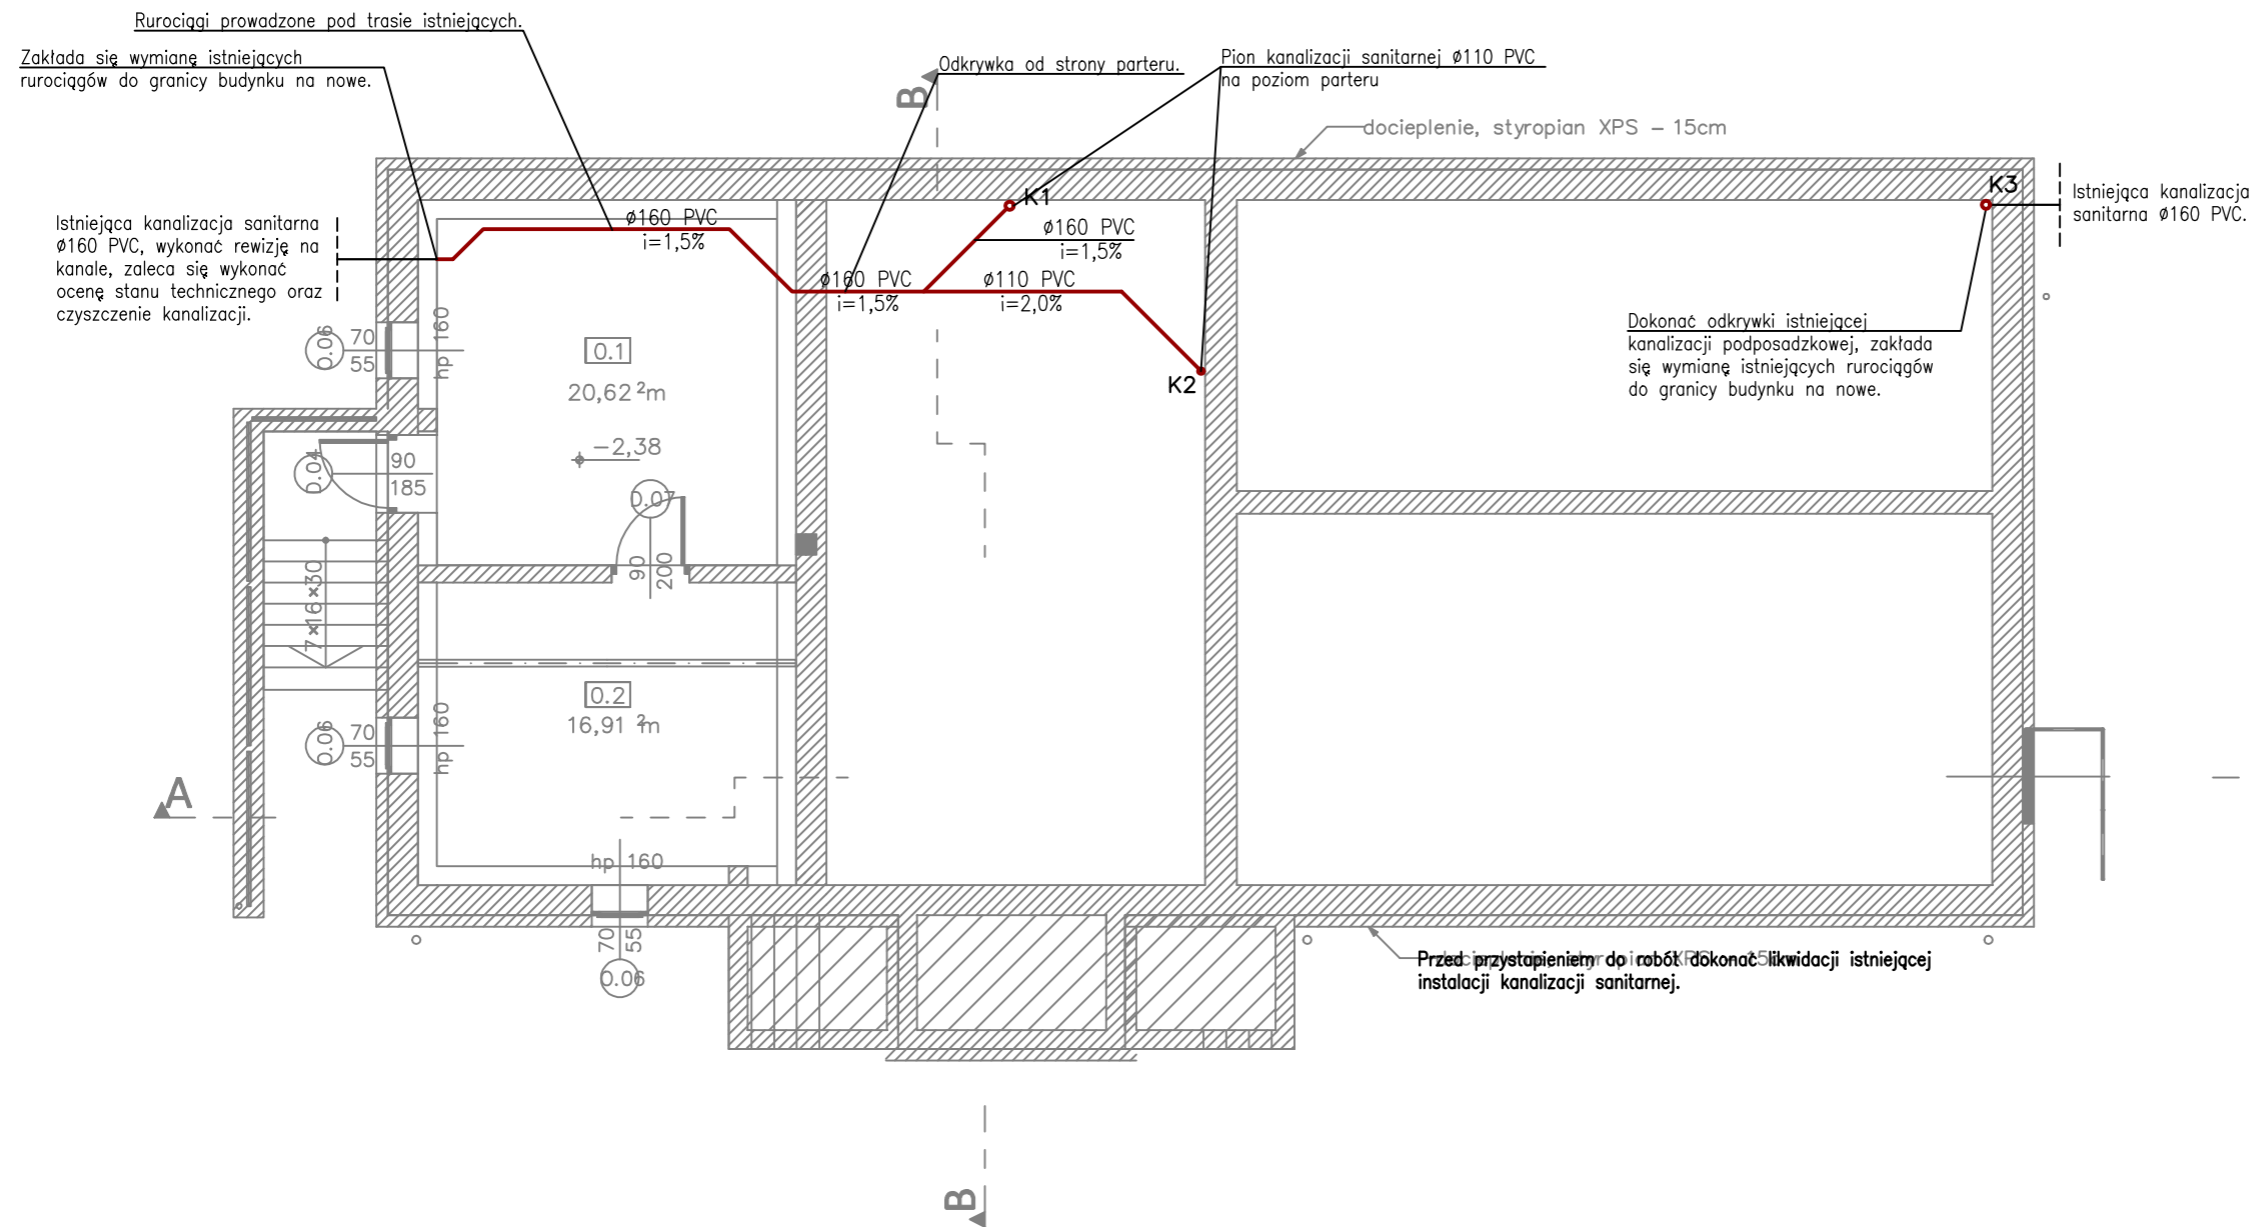 Rurociągi prowadzone pod trasie istniejących.
Zakłada się wymianę istniejących
rurociągów do granicy budynku na nowe.
Odkrywka od strony parteru.
Pion kanalizacji sanitarnej ø110 PVC
na poziom parteru
B
docieplenie, styropian XPS – 15cm
K1
K3
Istniejąca kanalizacja
sanitarna ø160 PVC.
Istniejąca kanalizacja sanitarna
ø160 PVC, wykonać rewizję na
kanale, zaleca się wykonać
ocenę stanu technicznego oraz
czyszczenie kanalizacji.
ø160 PVC
i=1,5%
ø160 PVC
i=1,5%
ø160 PVC
i=1,5%
ø110 PVC
i=2,0%
K2
Dokonać odkrywki istniejącej
kanalizacji podposadzkowej, zakłada
się wymianę istniejących rurociągów
do granicy budynku na nowe.
0.06
70
55
hp 160
0.1
20,62 ²m
–2,38
0.04
90
185
0.07
90
200
7×16×30
0.2
16,91 ²m
0.06
70
55
hp 160
A
hp 160
70
55
0.06
Przed przystąpieniem do robót dokonać likwidacji istniejącej
instalacji kanalizacji sanitarnej.
B